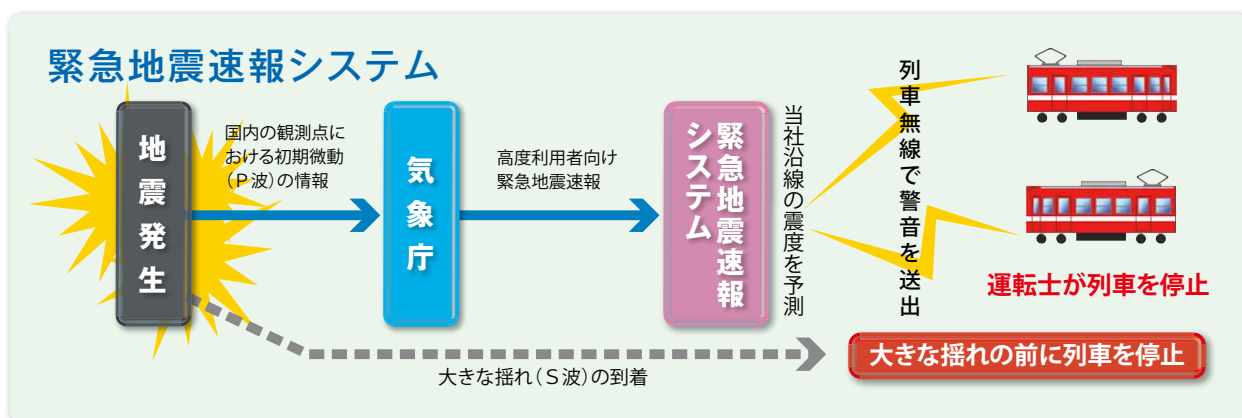 緊急地震速報システム
地震発生
国内の観測点に
おける初期微動
（P波）の情報
気象庁
高度利用者向け
緊急地震速報
緊急地震速報
システム
当社沿線の震度を予測
列車無線で警音を送出
運転士が列車を停止
大きな揺れ（S波）の到着
大きな揺れの前に列車を停止